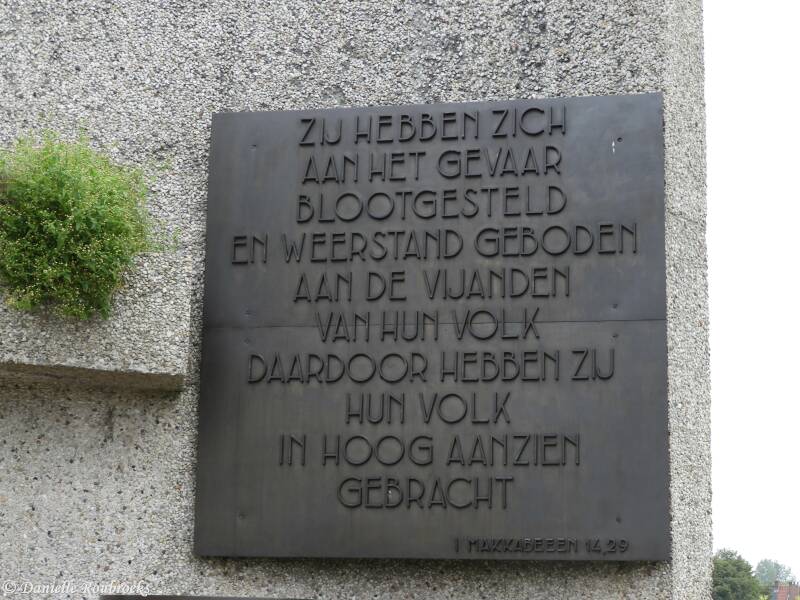 ZIJ HEBBEN ZICH
AAN HET GEVAAR
BLOOTGESTELD
EN WEERSTAND GEBODEN
AAN DE VIJANDEN
VAN HUN VOLK
DAARDOOR HEBBEN ZIJ
HUN VOLK
IN HOOG AANZIEN
GEBRACHT
I MAKKABEEEN 14,29
© Danielle Roubroeks